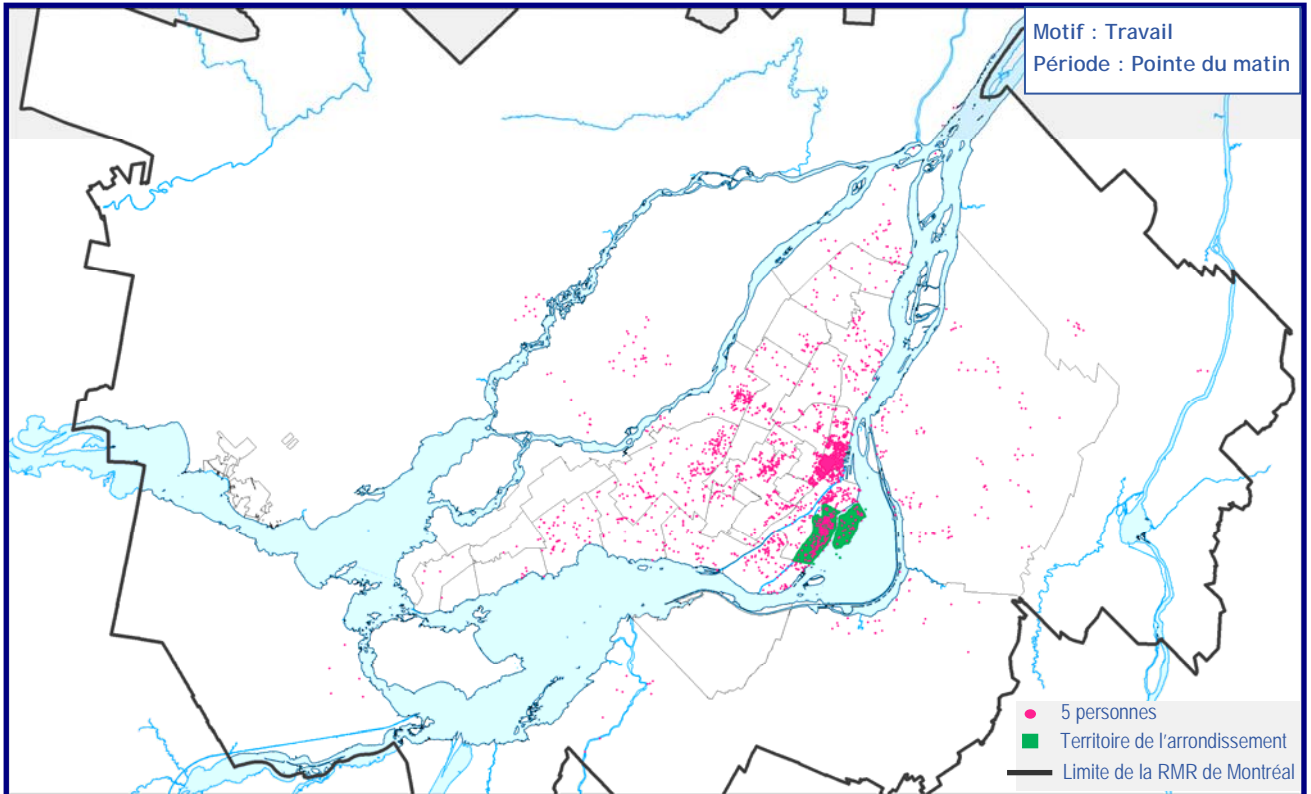 Motif : Travail
Période : Pointe du matin
5 personnes
Territoire de l'arrondissement
Limite de la RMR de Montréal